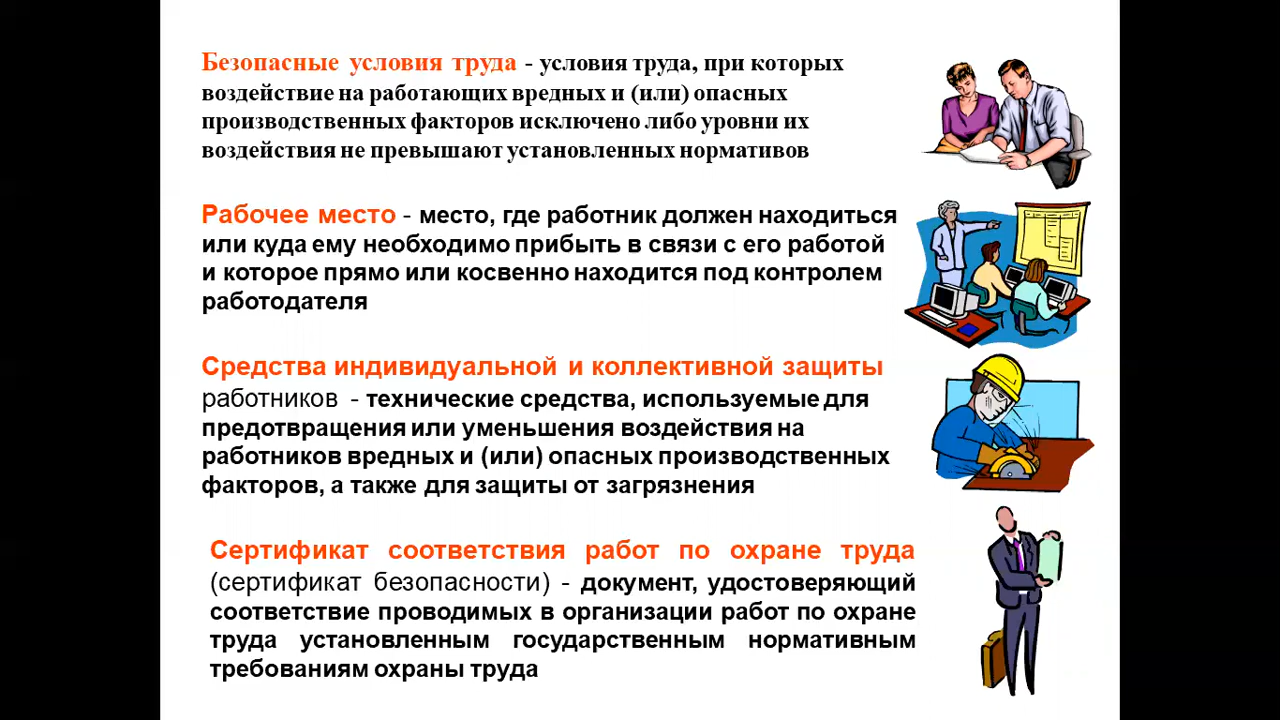 Безопасные условия труда - условия труда, при которых
воздействие на работающих вредных и (или) опасных
производственных факторов исключено либо уровни их
воздействия не превышают установленных нормативов
Рабочее место - место, где работник должен находиться
или куда ему необходимо прибыть в связи с его работой
и которое прямо или косвенно находится под контролем
работодателя
Средства индивидуальной и коллективной защиты
работников - технические средства, используемые для
предотвращения или уменьшения воздействия на
работников вредных и (или) опасных производственных
факторов, а также для защиты от загрязнения
Сертификат соответствия работ по охране труда
(сертификат безопасности) - документ, удостоверяющий
соответствие проводимых в организации работ по охране
труда установленным государственным нормативным
требованиям охраны труда